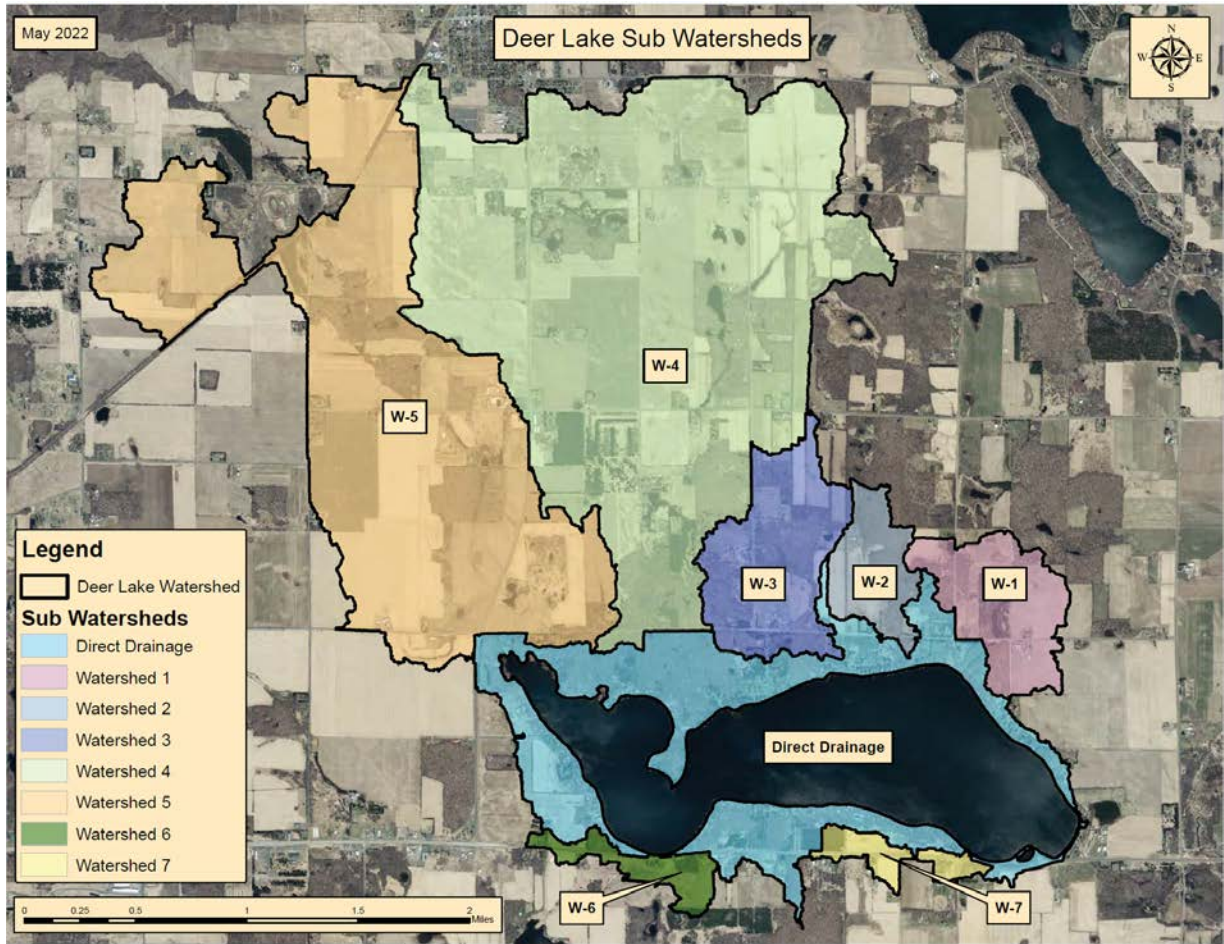 May 2022
Deer Lake Sub Watersheds
N
W E
S
W-4
W-5
W-3
W-2
W-1
Direct Drainage
W-6
W-7
Legend
Deer Lake Watershed
Sub Watersheds
Direct Drainage
Watershed 1
Watershed 2
Watershed 3
Watershed 4
Watershed 5
Watershed 6
Watershed 7
0 0.25 0.5 1 1.5 2
Miles